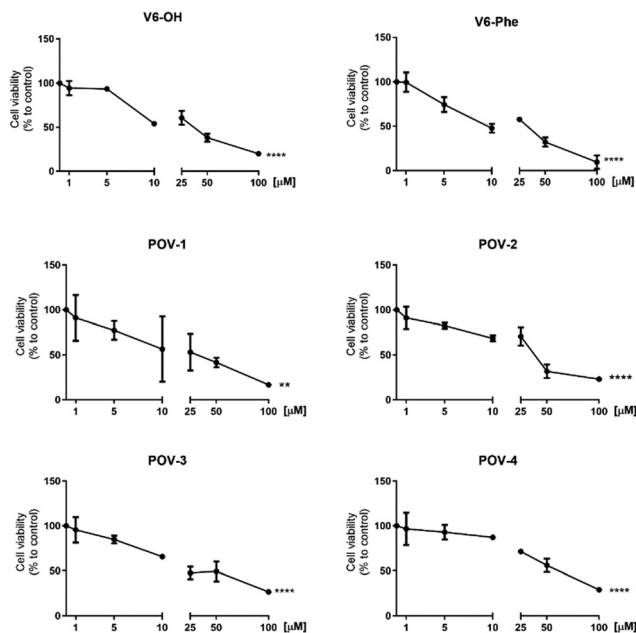 V6-OH
Cell viability
(% to control)
150
100
50
0
1 5 10 25 50 100 [μM]
****
V6-Phe
Cell viability
(% to control)
150
100
50
0
1 5 10 25 50 100 [μM]
****
POV-1
Cell viability
(% to control)
150
100
50
0
1 5 10 25 50 100 [μM]
**
POV-2
Cell viability
(% to control)
150
100
50
0
1 5 10 25 50 100 [μM]
****
POV-3
Cell viability
(% to control)
150
100
50
0
1 5 10 25 50 100 [μM]
****
POV-4
Cell viability
(% to control)
150
100
50
0
1 5 10 25 50 100 [μM]
****